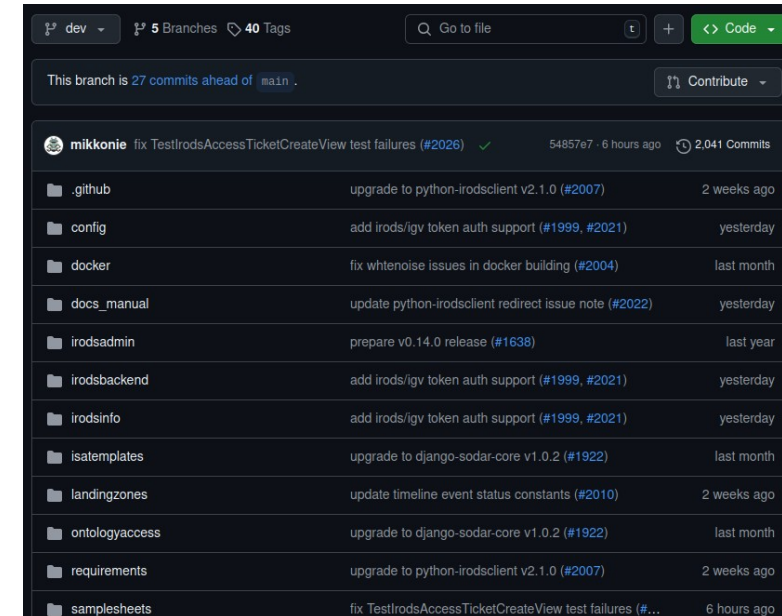 dev 5 Branches 40 Tags Go to file t Code
This branch is 27 commits ahead of main .
Contribute
mikkonie fix TestIrodsAccessTicketCreateView test failures (#2026) 54857e7 · 6 hours ago 2,041 Commits
.github upgrade to python-irodsclient v2.1.0 (#2007) 2 weeks ago
config add irods/igv token auth support (#1999, #2021) yesterday
docker fix whtenoise issues in docker building (#2004) last month
docs_manual update python-irodsclient redirect issue note (#2022) yesterday
irodsadmin prepare v0.14.0 release (#1638) last year
irodsbackend add irods/igv token auth support (#1999, #2021) yesterday
irodsinfo add irods/igv token auth support (#1999, #2021) yesterday
isatemplates upgrade to django-sodar-core v1.0.2 (#1922) last month
landingzones update timeline event status constants (#2010) 2 weeks ago
ontologyaccess upgrade to django-sodar-core v1.0.2 (#1922) last month
requirements upgrade to python-irodsclient v2.1.0 (#2007) 2 weeks ago
samplesheets fix TestIrodsAccessTicketCreateView test failures (#... 6 hours ago